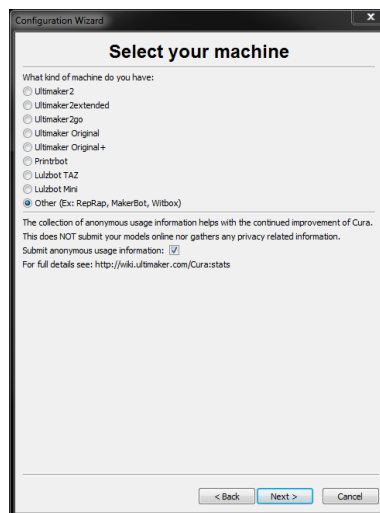 Configuration Wizard
X
Select your machine
What kind of machine do you have:
Ultimaker2
Ultimaker2extended
Ultimaker2go
Ultimaker Original
Ultimaker Original+
Printrbot
Lulzbot TAZ
Lulzbot Mini
Other (Ex: RepRap, MakerBot, Witbox)
The collection of anonymous usage information helps with the continued improvement of Cura.
This does NOT submit your models online nor gathers any privacy related information.
Submit anonymous usage information:
For full details see: http://wiki.ultimaker.com/Cura:stats
< Back Next > Cancel